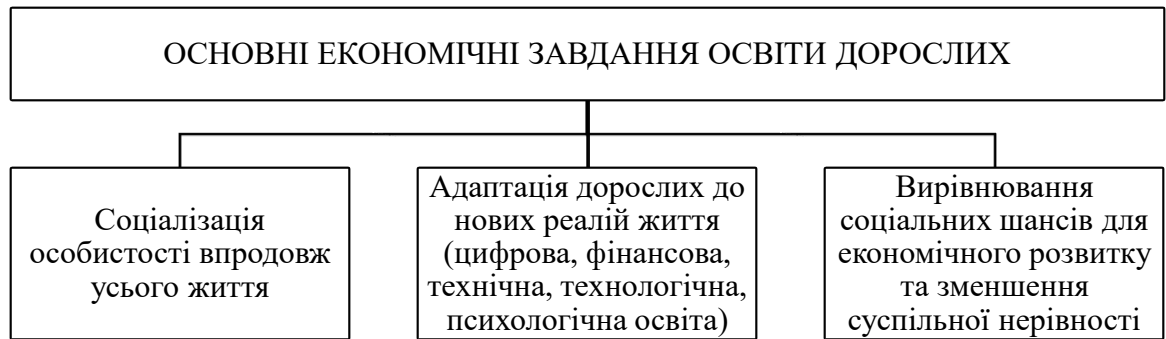 ОСНОВНІ ЕКОНОМІЧНІ ЗАВДАННЯ ОСВІТИ ДОРОСЛИХ
Соціалізація
особистості впродовж
усього життя
Адаптація дорослих до
нових реалій життя
(цифрова, фінансова,
технічна, технологічна,
психологічна освіта)
Вирівнювання
соціальних шансів для
економічного розвитку
та зменшення
суспільної нерівності